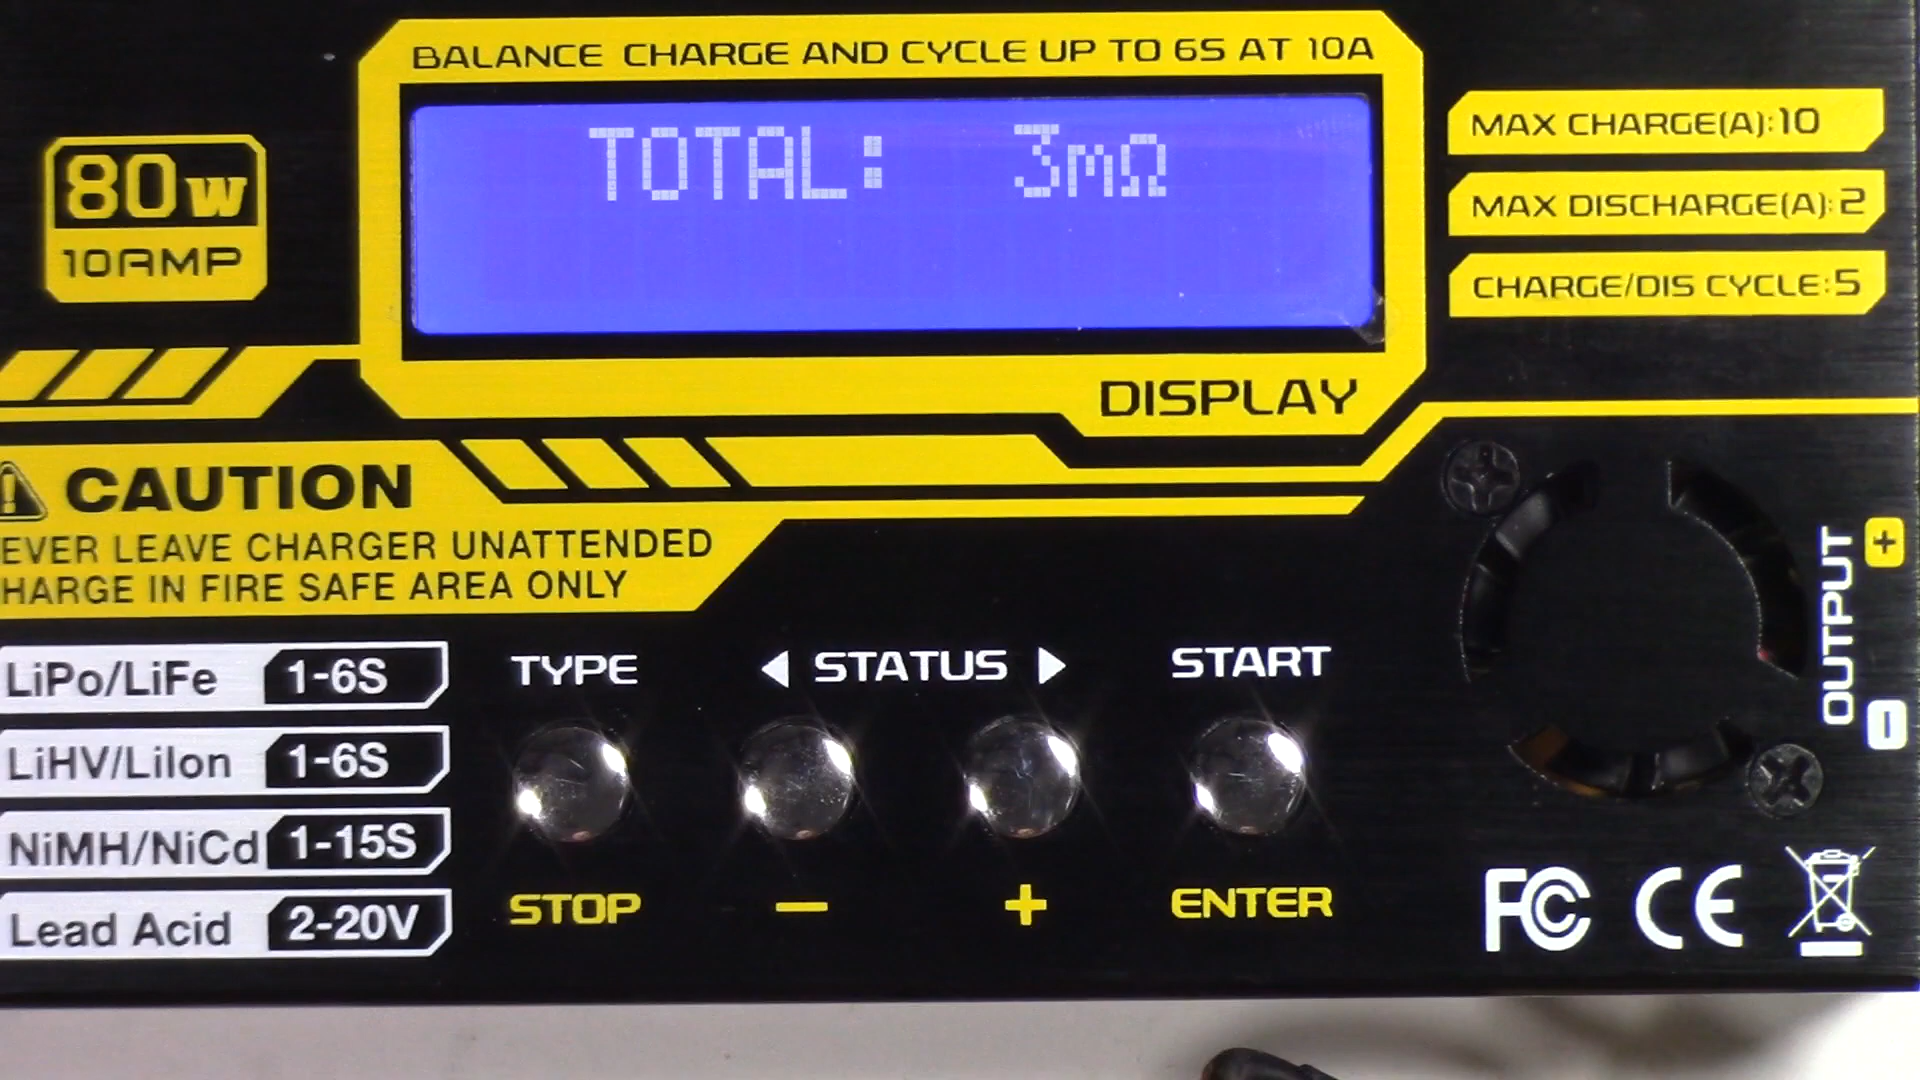 BALANCE CHARGE AND CYCLE UP TO 6S AT 10A
TOTAL: 3mΩ
80W
10AMP
MAX CHARGE(A):10
MAX DISCHARGE(A):2
CHARGE/DIS CYCLE:5
DISPLAY
CAUTION
EVER LEAVE CHARGER UNATTENDED
HARGE IN FIRE SAFE AREA ONLY
LiPo/LiFe 1-6S
LiHV/LiIon 1-6S
NiMH/NiCd 1-15S
Lead Acid 2-20V
TYPE ◀ STATUS ▶ START
STOP − + ENTER
OUTPUT
+
−
FC CE